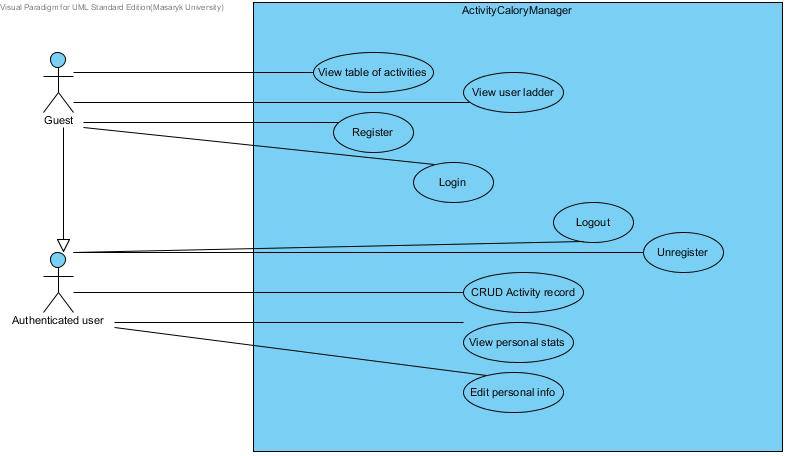 Visual Paradigm for UML Standard Edition(Masaryk University)
ActivityCaloryManager
View table of activities
View user ladder
Guest
Register
Login
Logout
Unregister
CRUD Activity record
Authenticated user
View personal stats
Edit personal info